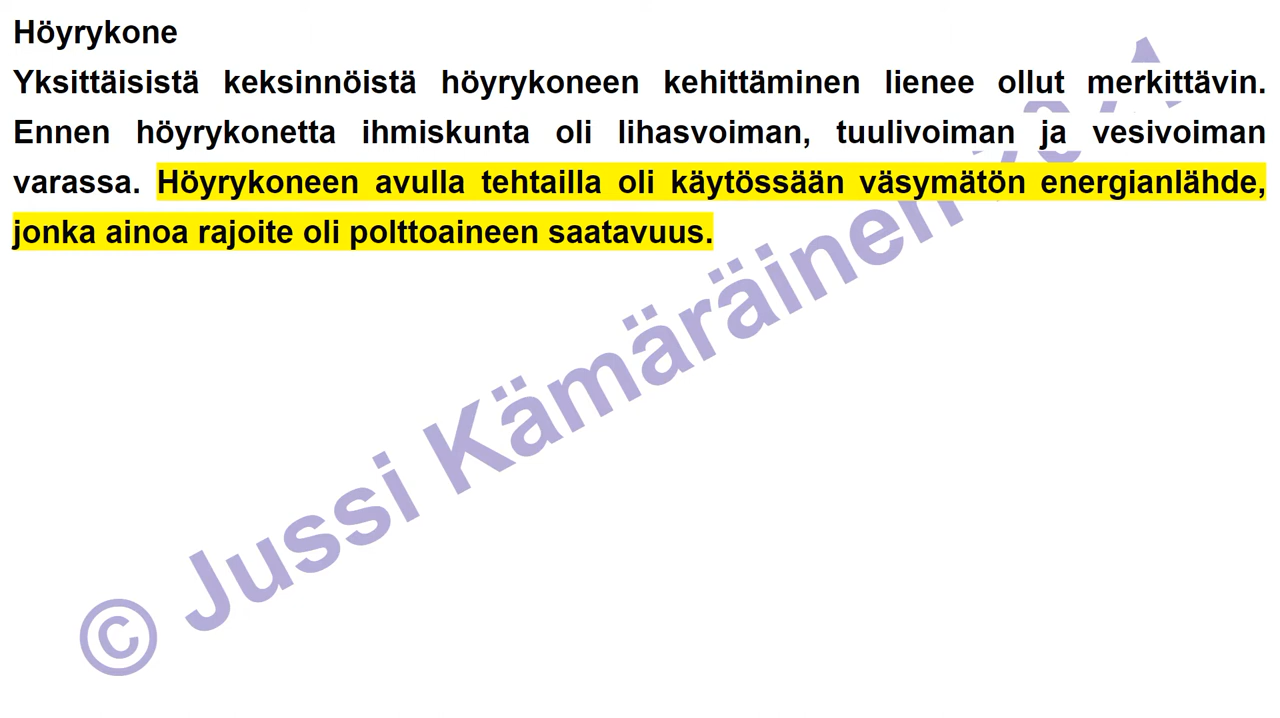 Höyrykone
Yksittäisistä keksinnöistä höyrykoneen kehittäminen lienee ollut merkittävin.
Ennen höyrykonetta ihmiskunta oli lihasvoiman, tuulivoiman ja vesivoiman
varassa. Höyrykoneen avulla tehtailla oli käytössään väsymätön energianlähde,
jonka ainoa rajoite oli polttoaineen saatavuus.
© Jussi Kämäräinen